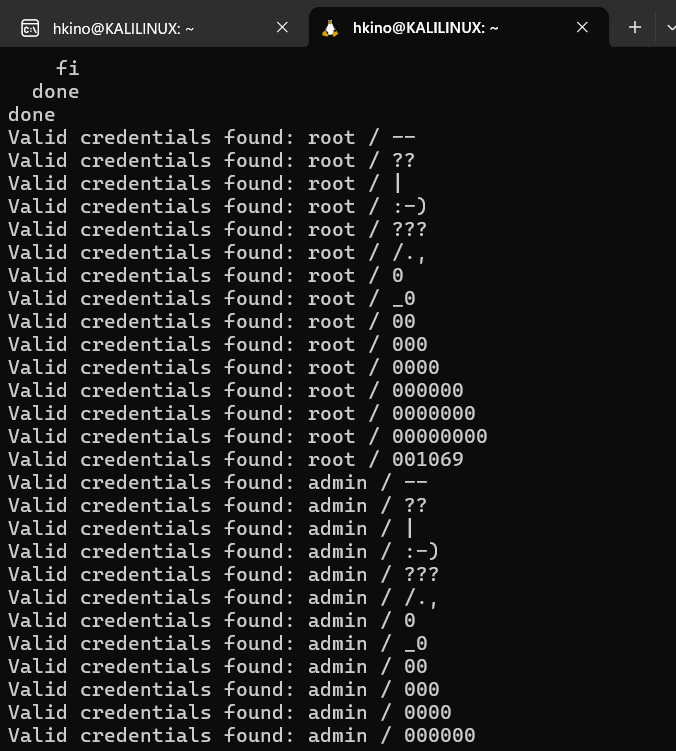 hkino@KALILINUX: ~
hkino@KALILINUX: ~
    fi
  done
done
Valid credentials found: root / --
Valid credentials found: root / ??
Valid credentials found: root / |
Valid credentials found: root / :-)
Valid credentials found: root / ???
Valid credentials found: root / /.,
Valid credentials found: root / 0
Valid credentials found: root / _0
Valid credentials found: root / 00
Valid credentials found: root / 000
Valid credentials found: root / 0000
Valid credentials found: root / 000000
Valid credentials found: root / 0000000
Valid credentials found: root / 00000000
Valid credentials found: root / 001069
Valid credentials found: admin / --
Valid credentials found: admin / ??
Valid credentials found: admin / |
Valid credentials found: admin / :-)
Valid credentials found: admin / ???
Valid credentials found: admin / /.,
Valid credentials found: admin / 0
Valid credentials found: admin / _0
Valid credentials found: admin / 00
Valid credentials found: admin / 000
Valid credentials found: admin / 0000
Valid credentials found: admin / 000000